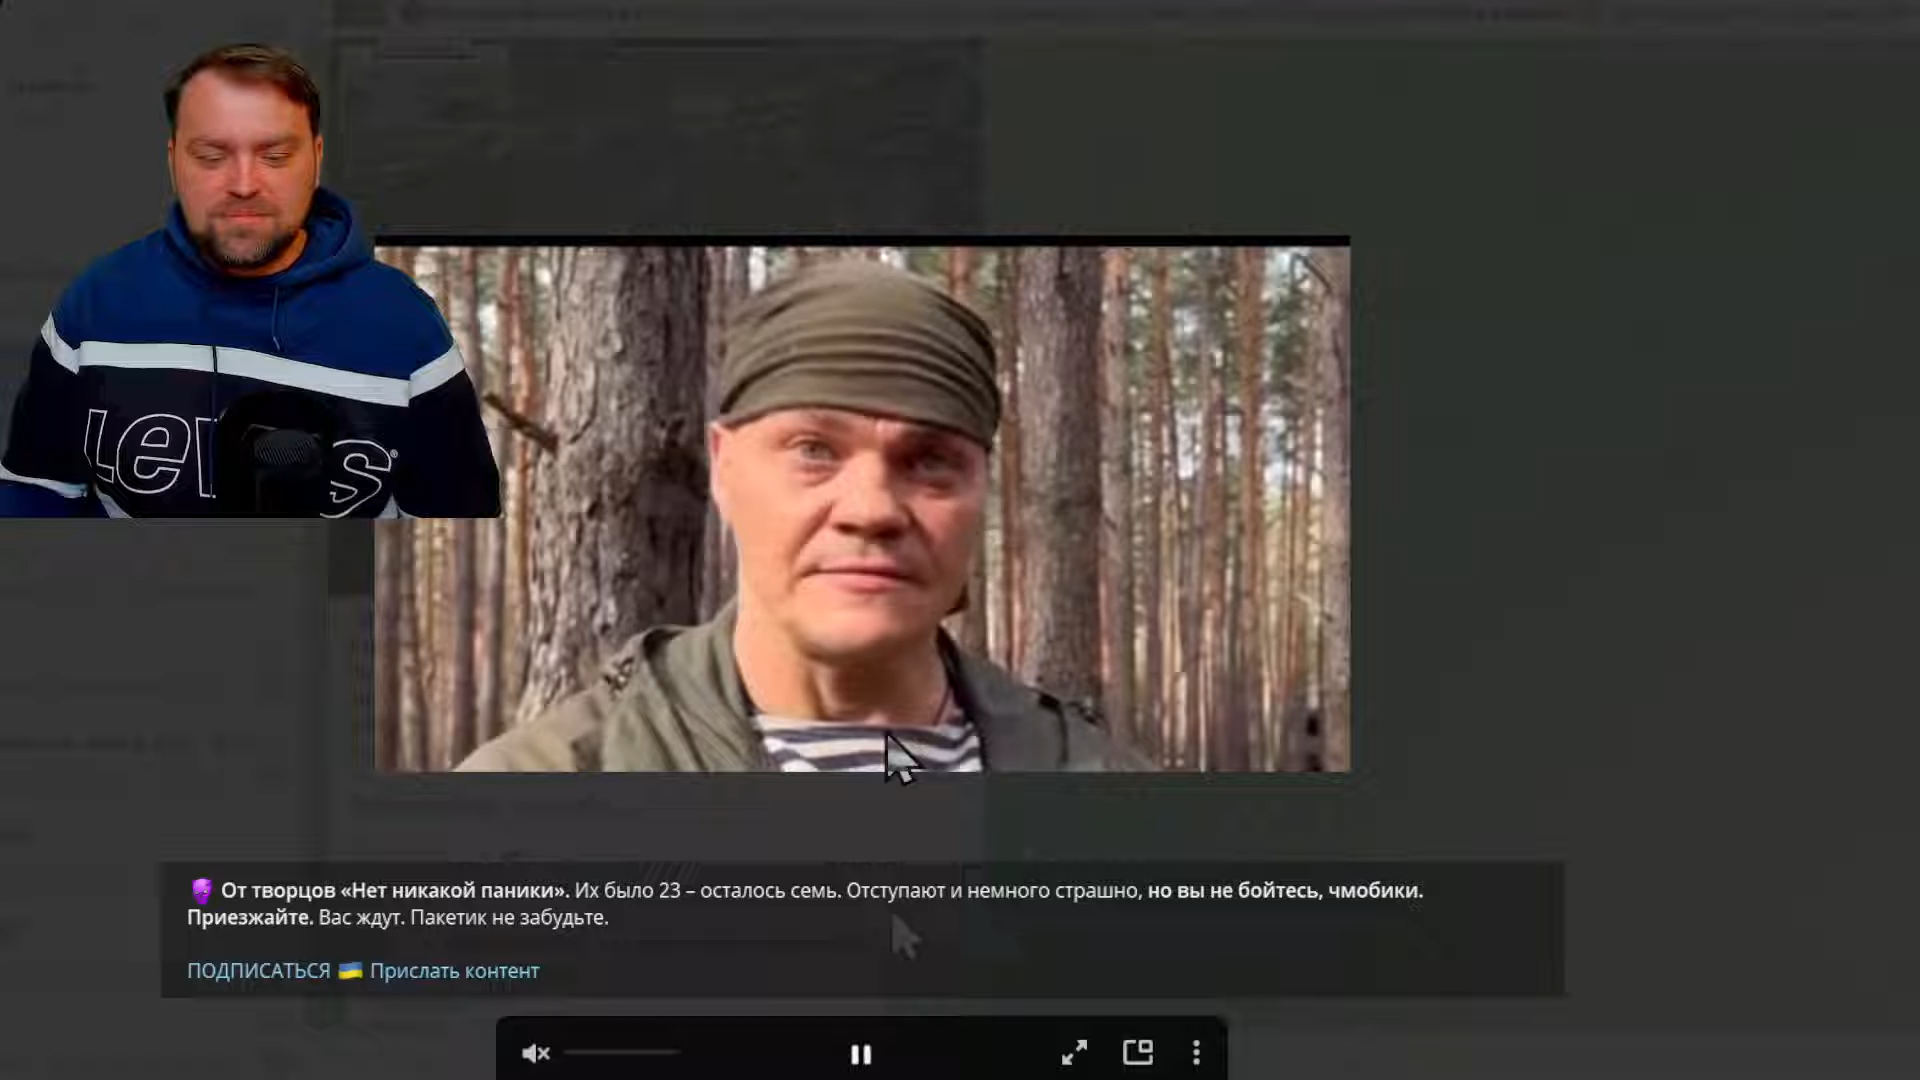 Levis
От творцов «Нет никакой паники». Их было 23 – осталось семь. Отступают и немного страшно, но вы не бойтесь, чмобики.
Приезжайте. Вас ждут. Пакетик не забудьте.
ПОДПИСАТЬСЯ 🇺🇦 Прислать контент